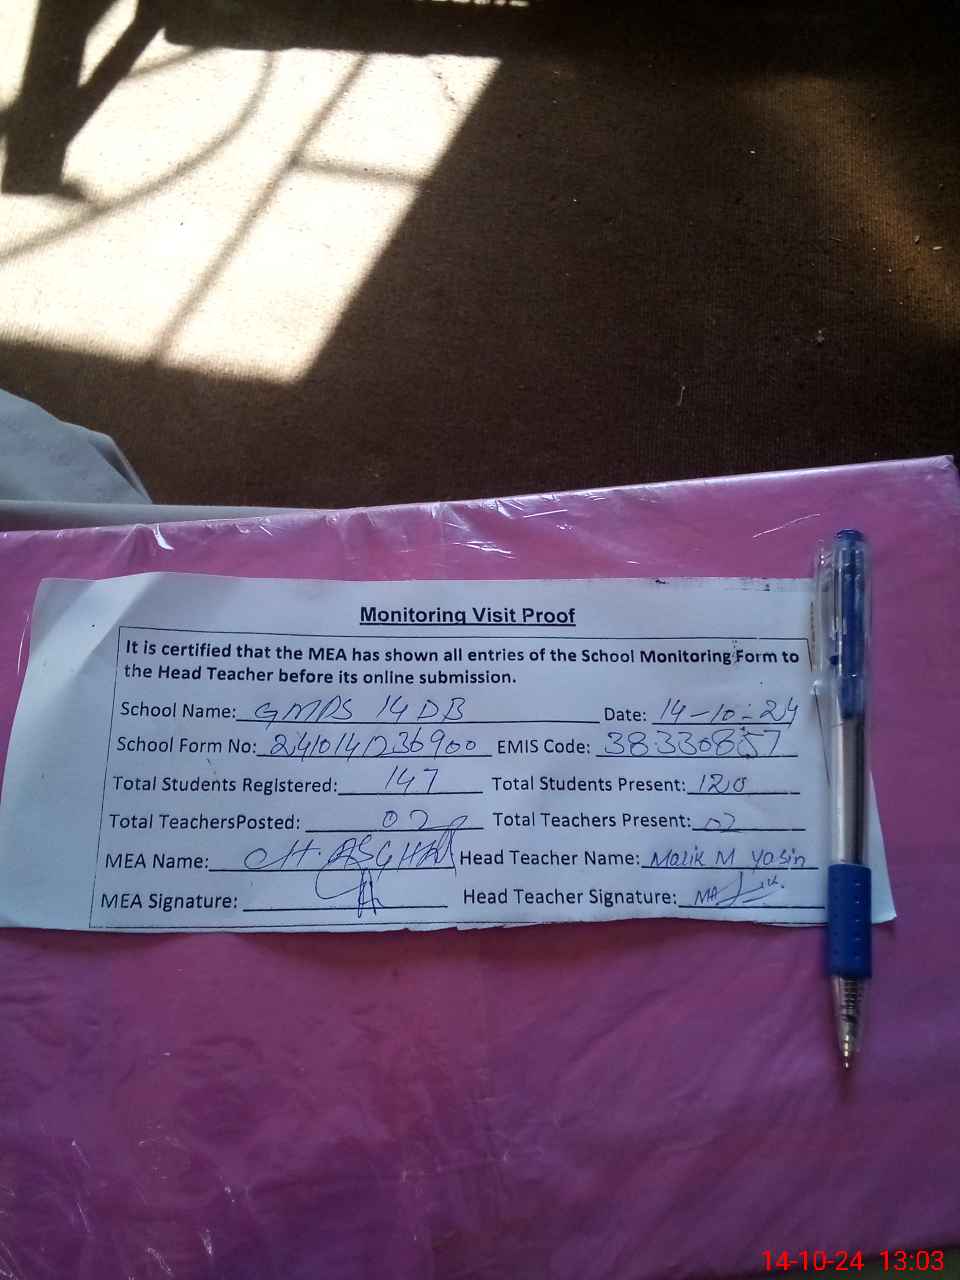 Monitoring Visit Proof
It is certified that the MEA has shown all entries of the School Monitoring Form to
the Head Teacher before its online submission.
School Name: GMPS 14 DB Date: 14-10-24
School Form No: 2410141236900 EMIS Code: 38330857
Total Students Registered: 147 Total Students Present: 120
Total TeachersPosted: 02 Total Teachers Present: 02
MEA Name: CH. ASGHAR Head Teacher Name: Malik M Yasin
MEA Signature: Head Teacher Signature:
14-10-24 13:03